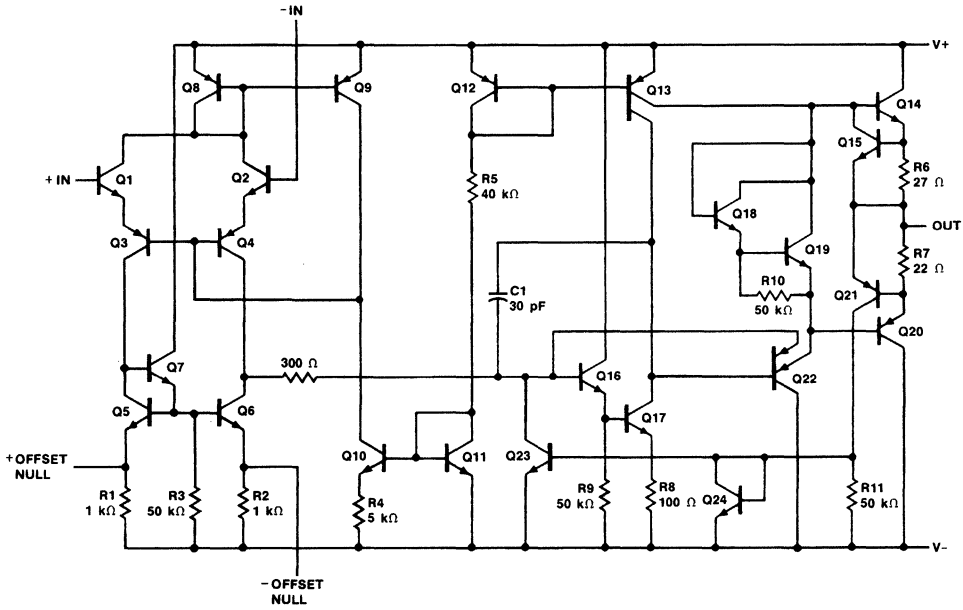 −IN
V+
Q8
Q9
Q12
Q13
Q14
Q15
+IN
Q1
Q2
R5
40 kΩ
R6
27 Ω
Q3
Q4
Q18
Q19
OUT
R7
22 Ω
C1
30 pF
R10
50 kΩ
Q21
Q20
300 Ω
Q7
Q16
Q22
Q5
Q6
Q17
+OFFSET
NULL
Q10
Q11
Q23
Q24
R1
1 kΩ
R3
50 kΩ
R2
1 kΩ
R4
5 kΩ
R9
50 kΩ
R8
100 Ω
R11
50 kΩ
V−
−OFFSET
NULL